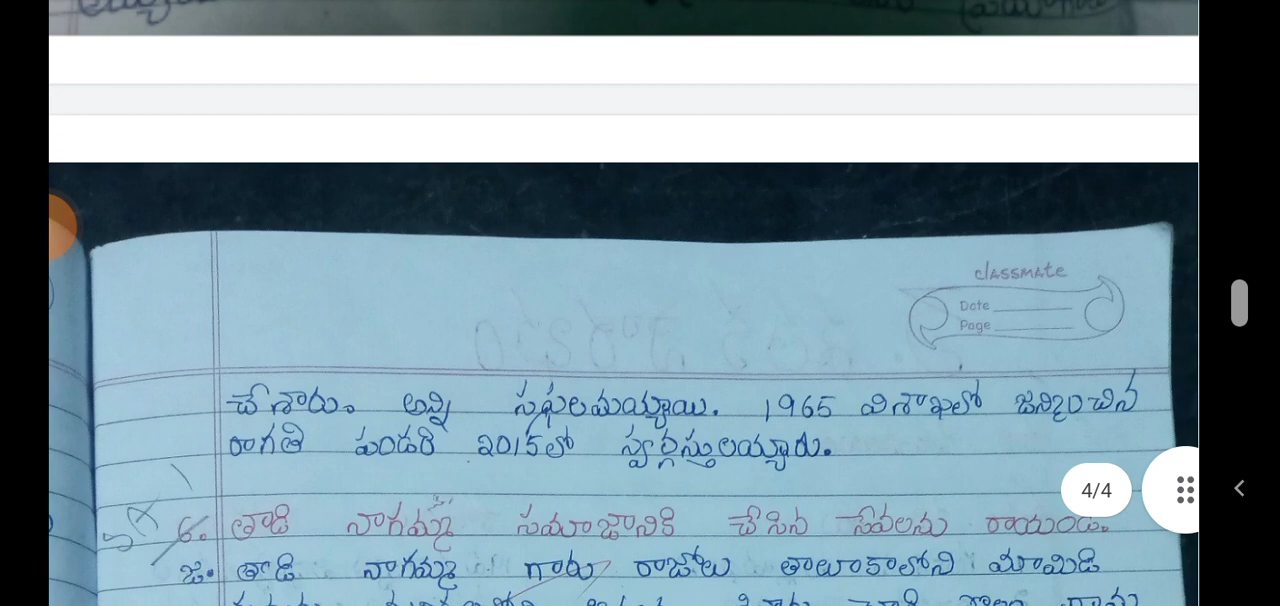 classmate
Date
Page
చేశారు. అన్ని సఫలమయ్యాయి. 1965 విశాఖలో జన్మించిన
రాగతి పండరి 2015లో స్వర్గస్తులయ్యారు.
4/4
6. తాడి నాగమ్మ సమాజానికి చేసిన సేవలను రాయండి.
జ. తాడి నాగమ్మ గారు రాజోలు తాలూకాలోని మామిడి